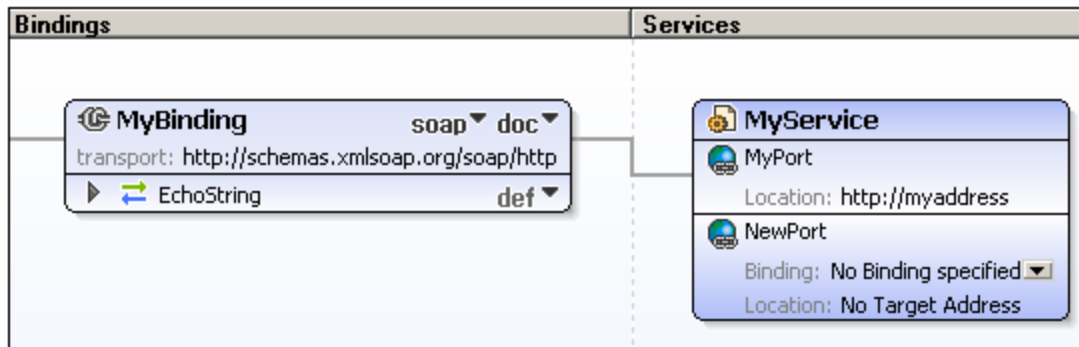 Bindings
Services
MyBinding soap doc
transport: http://schemas.xmlsoap.org/soap/http
EchoString def
MyService
MyPort
Location: http://myaddress
NewPort
Binding: No Binding specified
Location: No Target Address